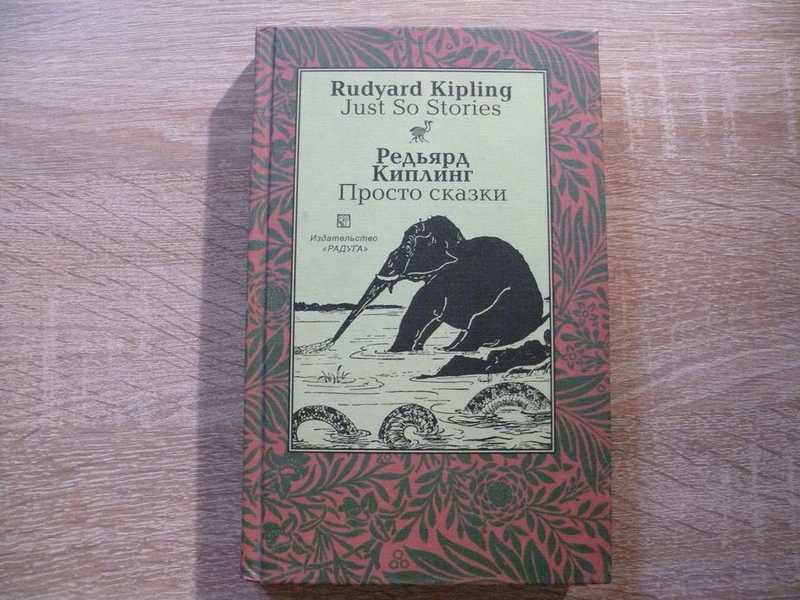 Rudyard Kipling
Just So Stories
Редьярд
Киплинг
Просто сказки
Издательство
«РАДУГА»